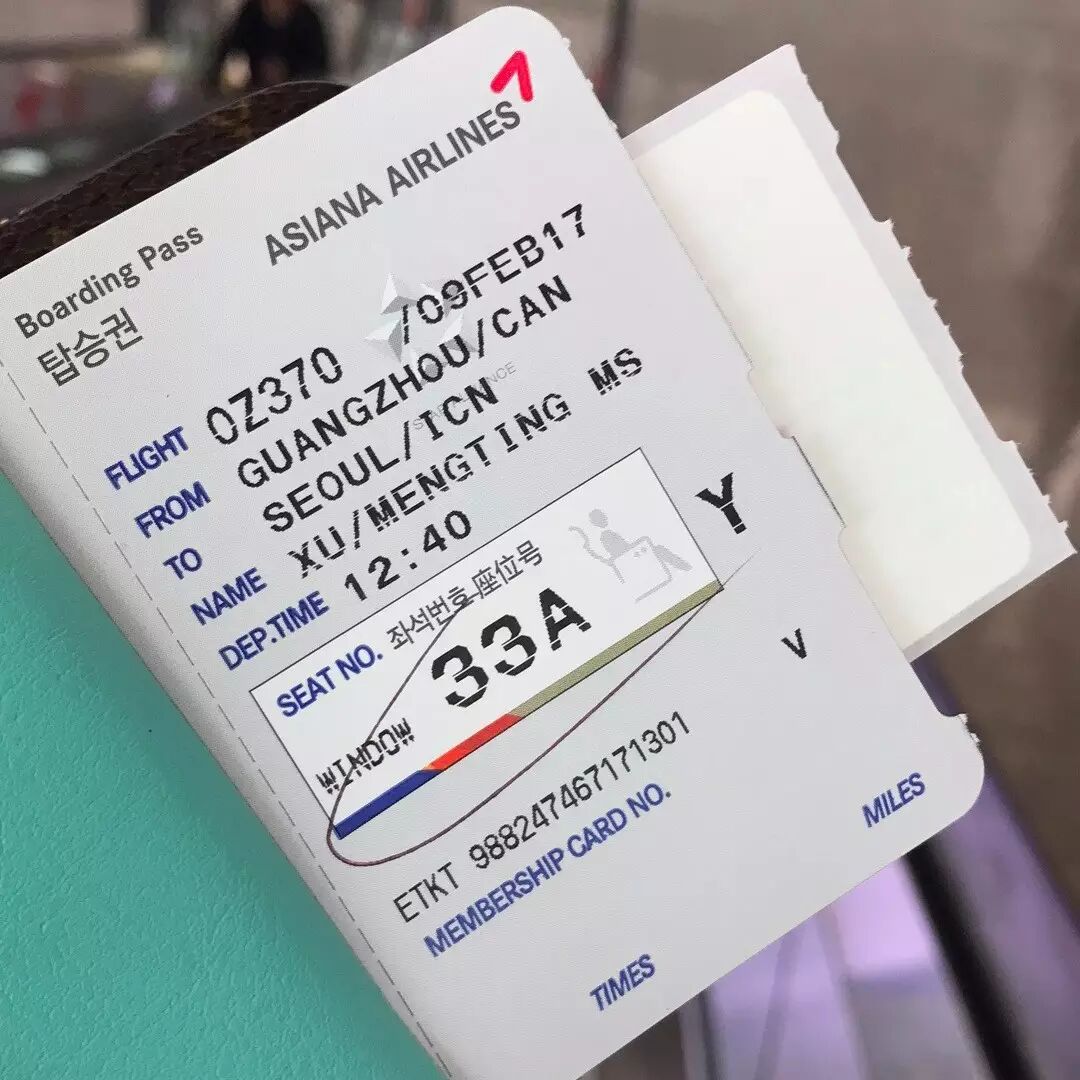 ASIANA AIRLINES
Boarding Pass
탑승권
FLIGHT OZ370 /09FEB17
FROM GUANGZHOU/CAN
TO SEOUL/ICN
NAME XU/MENGTING MS
DEP.TIME 12:40
SEAT NO. 좌석번호·座位号
33A
WINDOW
Y
V
ETKT 9882474671713​01
MEMBERSHIP CARD NO.
MILES
TIMES